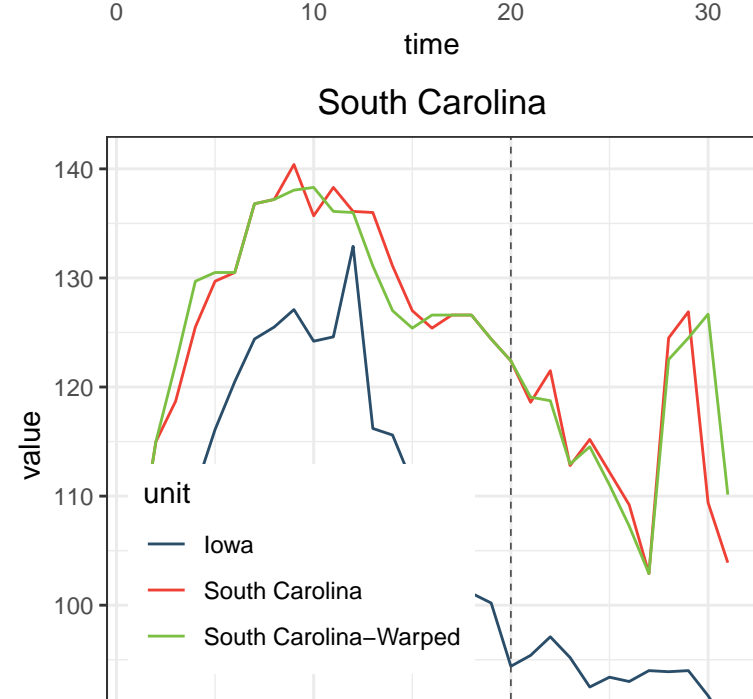 0 10 20 30
time
South Carolina
140
130
120
110
100
value
unit
Iowa
South Carolina
South Carolina−Warped